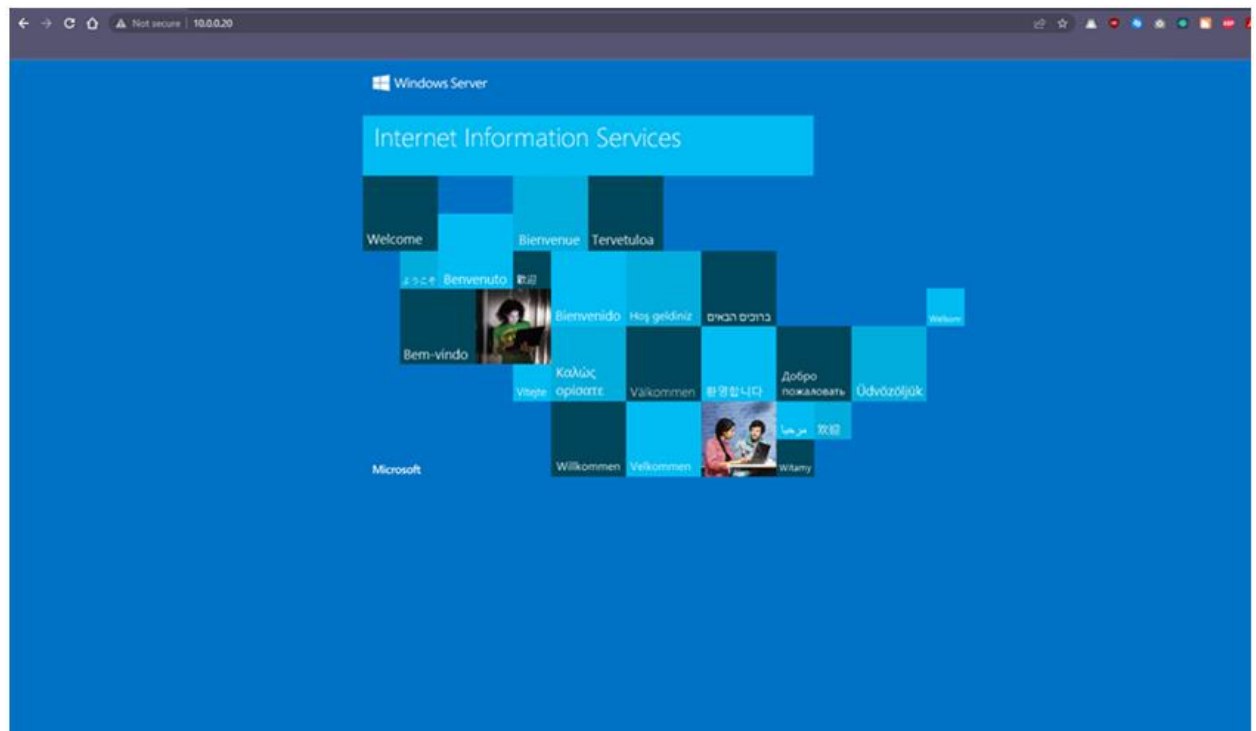 Not secure
10.0.0.20
Windows Server
Internet Information Services
Welcome
Bienvenue
Tervetuloa
ようこそ
Benvenuto
歡迎
Bienvenido
Hoş geldiniz
ברוכים הבאים
Welkom
Bem-vindo
Vítejte
Καλώς
ορίσατε
Välkommen
환영합니다
Добро
пожаловать
Üdvözöljük
مرحبا
欢迎
Microsoft
Willkommen
Velkommen
Witamy